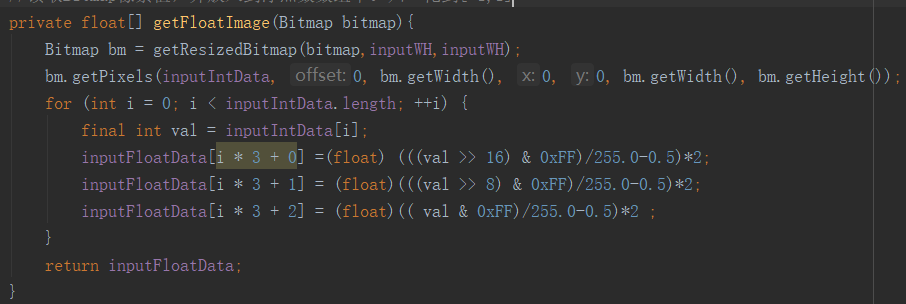 private float[] getFloatImage(Bitmap bitmap){
Bitmap bm = getResizedBitmap(bitmap,inputWH,inputWH);
bm.getPixels(inputIntData, offset: 0, bm.getWidth(), x: 0, y: 0, bm.getWidth(), bm.getHeight());
for (int i = 0; i < inputIntData.length; ++i) {
final int val = inputIntData[i];
inputFloatData[i * 3 + 0] =(float) (((val >> 16) & 0xFF)/255.0-0.5)*2;
inputFloatData[i * 3 + 1] = (float)(((val >> 8) & 0xFF)/255.0-0.5)*2;
inputFloatData[i * 3 + 2] = (float)(( val & 0xFF)/255.0-0.5)*2 ;
}
return inputFloatData;
}